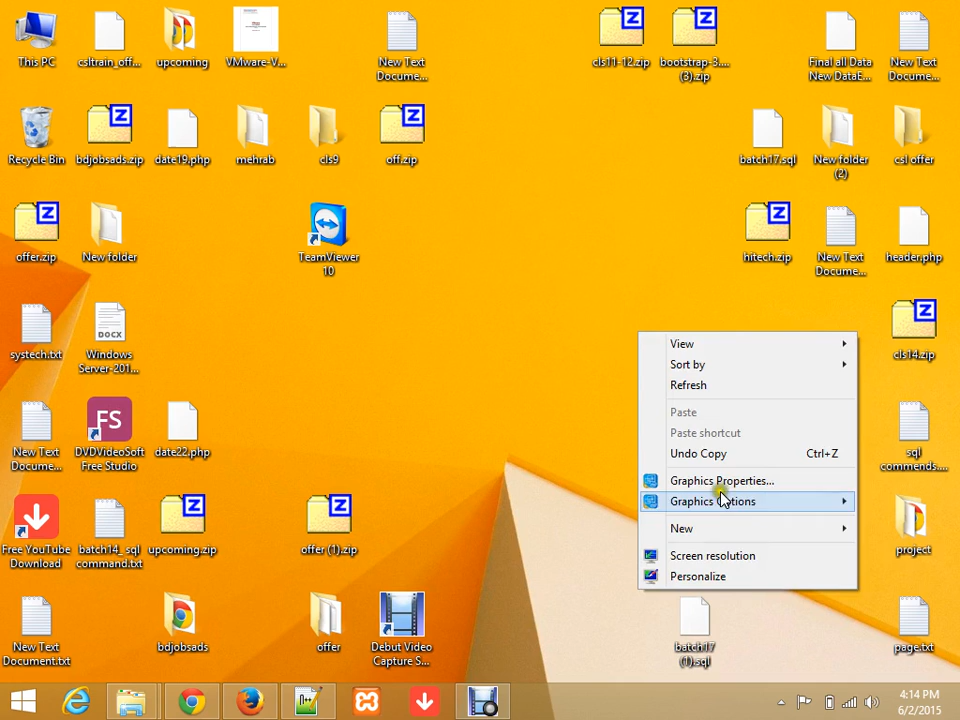 This PC
csltrain_off...
upcoming
VMware-V...
New Text
Docume...
cls11-12.zip
bootstrap-3....
(3).zip
Final all Data
New DataE...
New Text
Docume...
Recycle Bin
bdjobsads.zip
date19.php
mehrab
cls9
off.zip
batch17.sql
New folder
(2)
csl offer
offer.zip
New folder
TeamViewer
10
hitech.zip
New Text
Docume...
header.php
systech.txt
DOCX
Windows
Server-201...
cls14.zip
View
Sort by
Refresh
Paste
Paste shortcut
Undo Copy Ctrl+Z
Graphics Properties...
Graphics Options
New
Screen resolution
Personalize
New Text
Docume...
FS
DVDVideoSoft
Free Studio
date22.php
sql
commands....
Free YouTube
Download
batch14_ sql
command.txt
upcoming.zip
offer (1).zip
project
New Text
Document.txt
bdjobsads
offer
Debut Video
Capture S...
batch17
(1).sql
page.txt
4:14 PM
6/2/2015